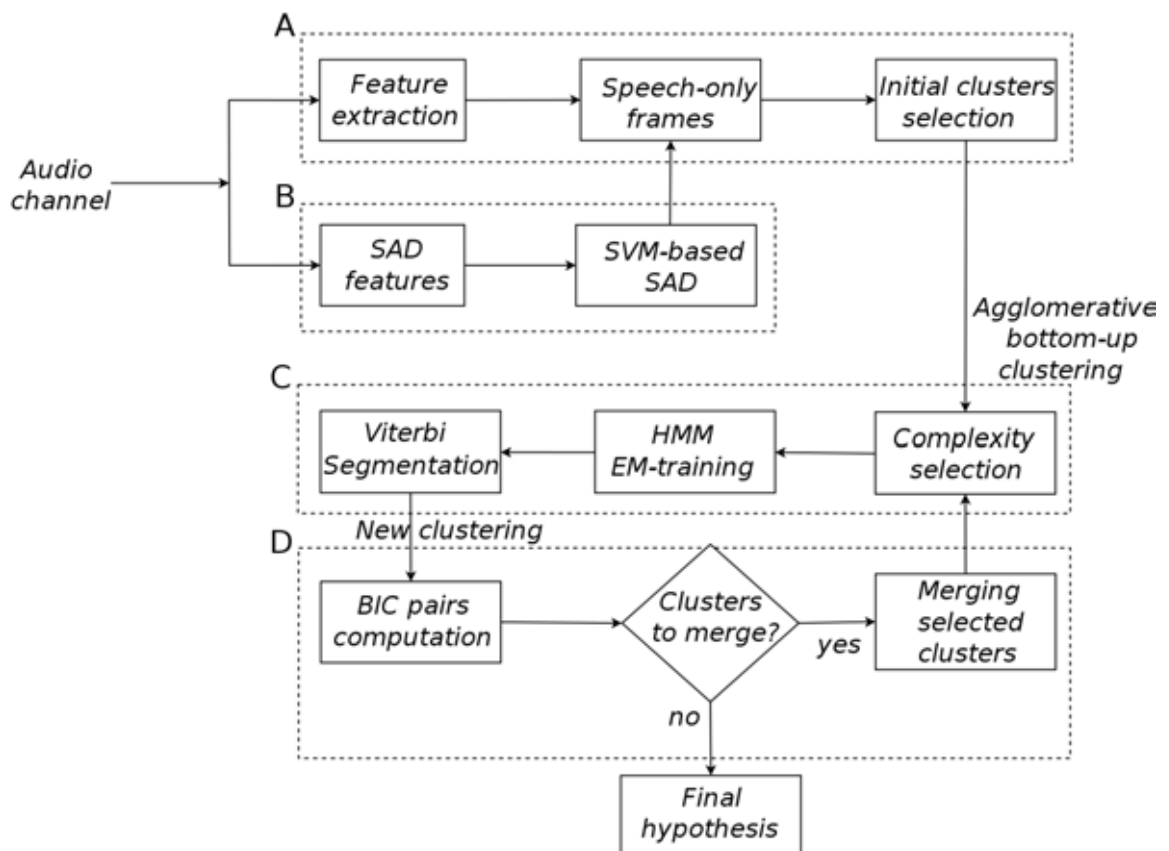 A
Feature
extraction
Speech-only
frames
Initial clusters
selection
Audio
channel
B
SAD
features
SVM-based
SAD
Agglomerative
bottom-up
clustering
C
Viterbi
Segmentation
HMM
EM-training
Complexity
selection
New clustering
D
BIC pairs
computation
Clusters
to merge?
yes
Merging
selected
clusters
no
Final
hypothesis